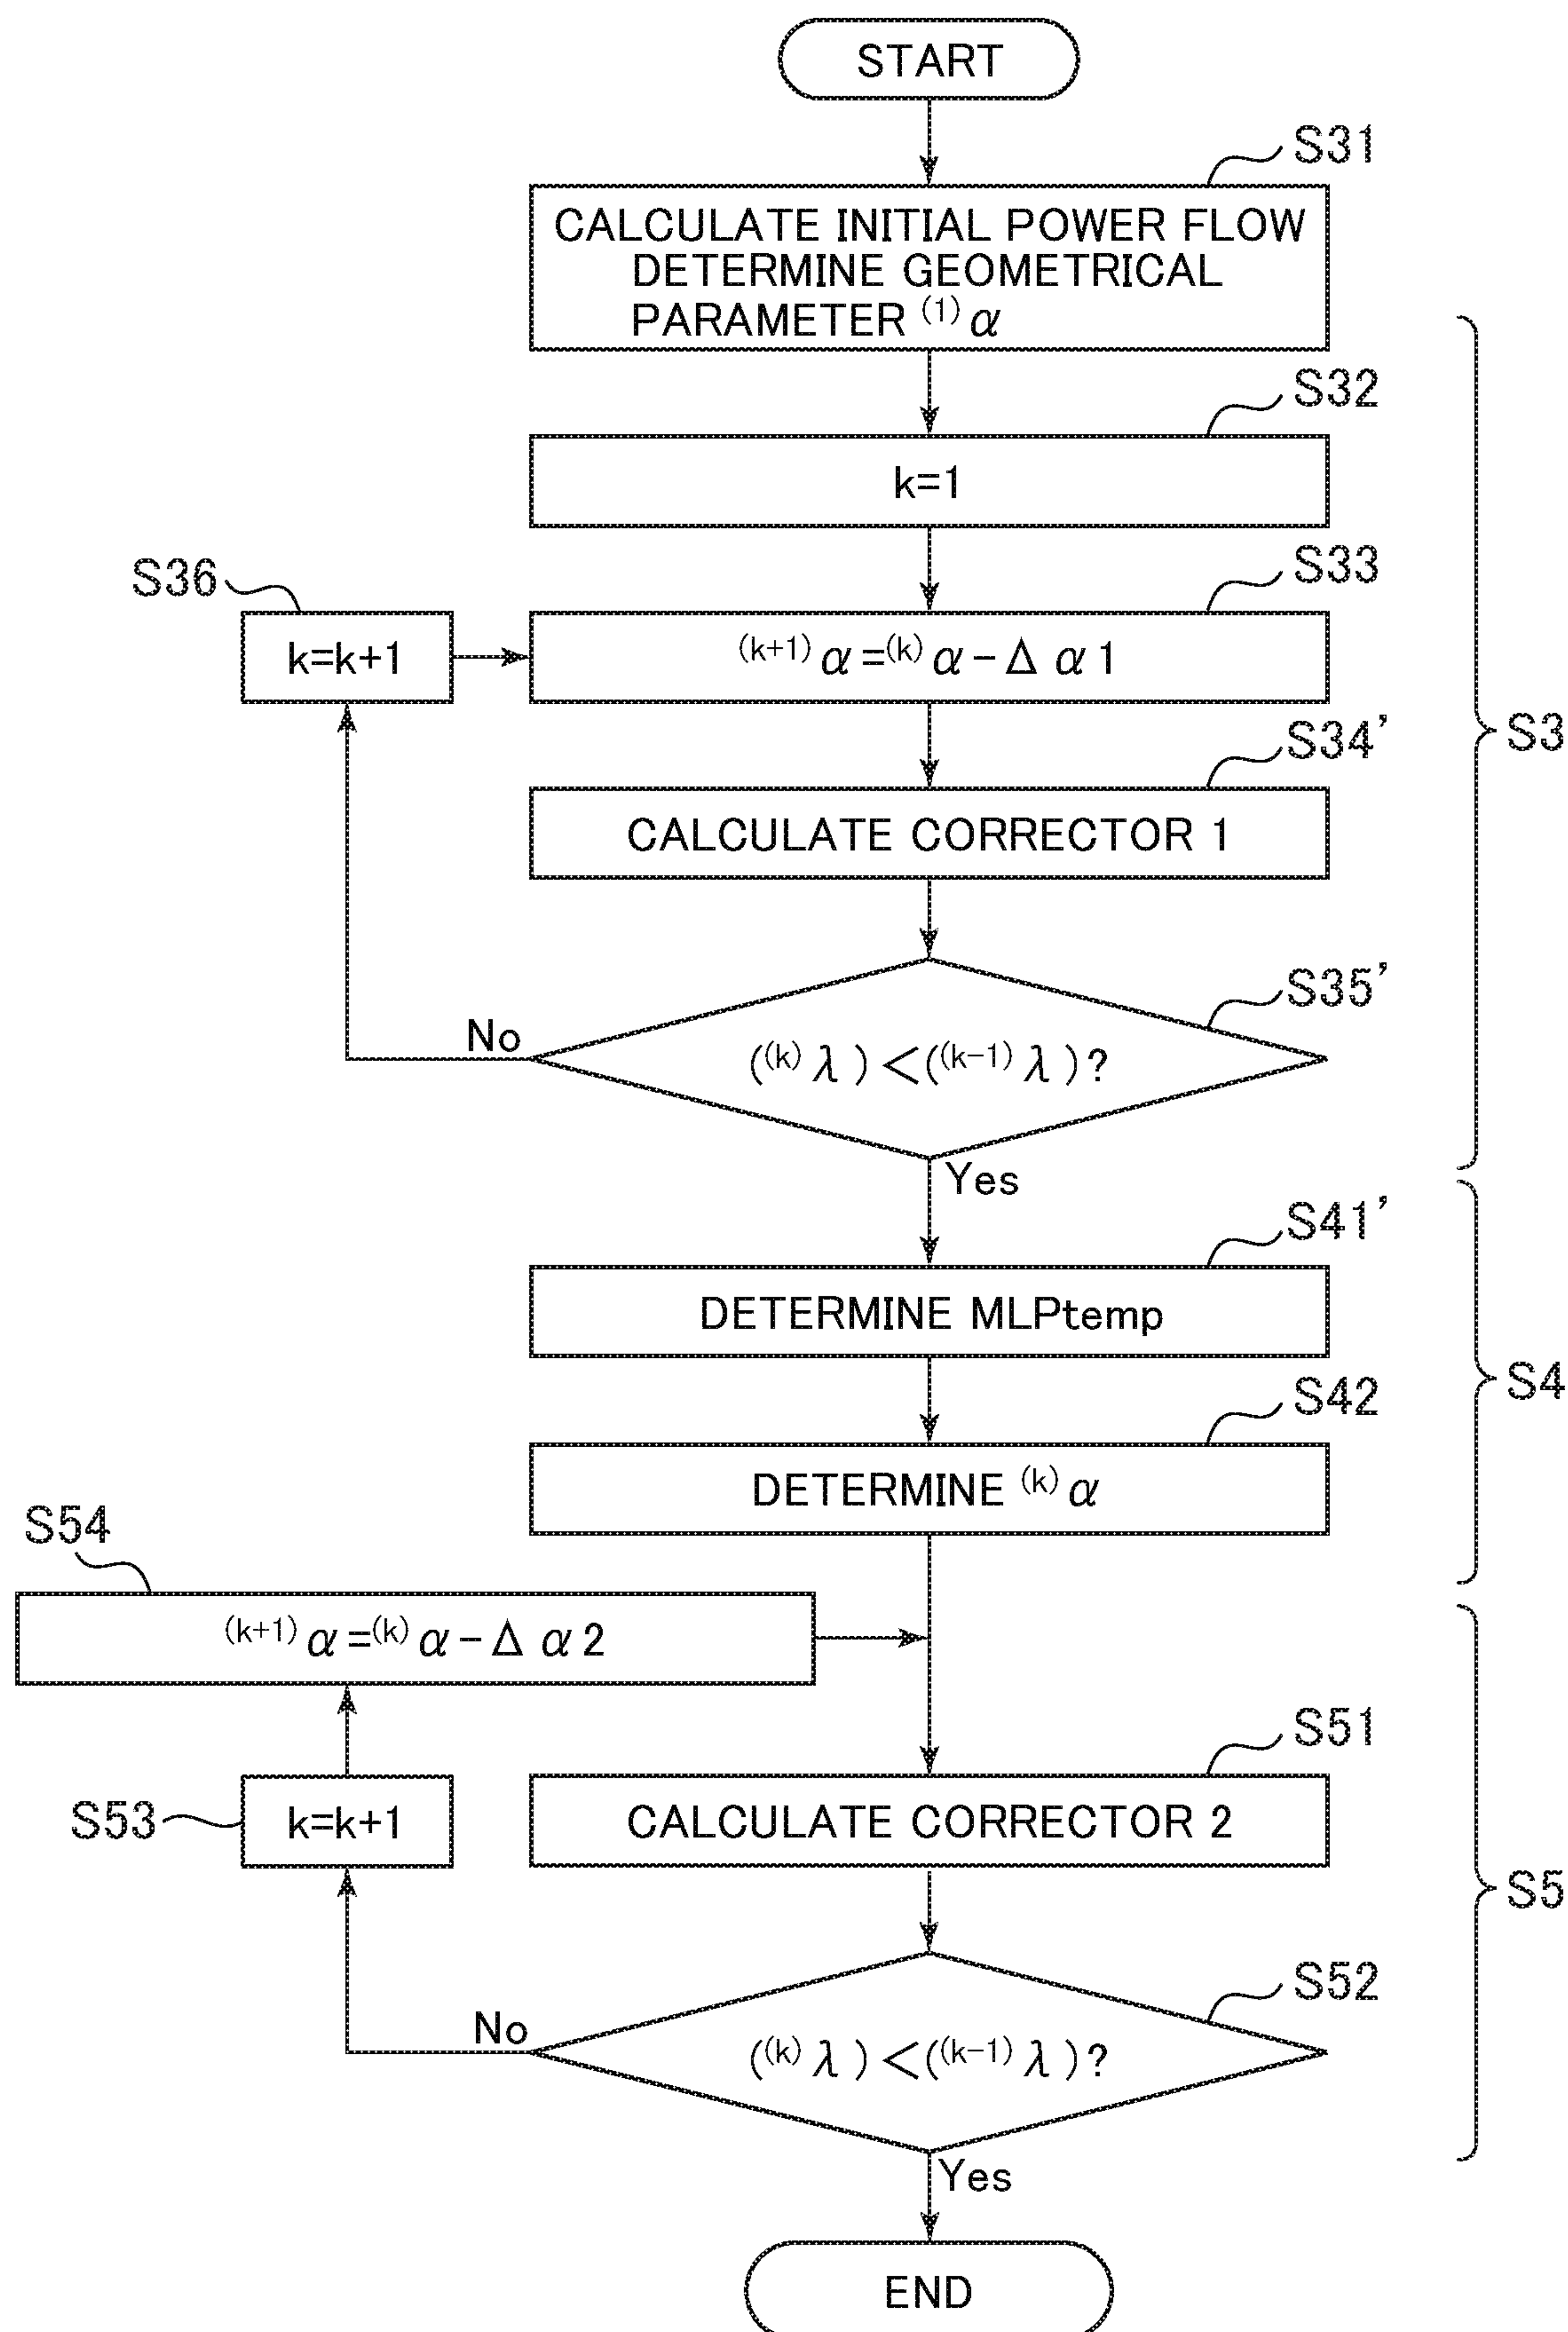 START
S31
CALCULATE INITIAL POWER FLOW
DETERMINE GEOMETRICAL
PARAMETER (1) α
S32
k=1
S36
S33
k=k+1
(k+1) α =(k) α - Δ α 1
S3
S34'
CALCULATE CORRECTOR 1
S35'
No
((k) λ ) <((k-1) λ )?
Yes
S41'
DETERMINE MLPtemp
S4
S42
DETERMINE (k) α
S54
(k+1) α =(k) α - Δ α 2
S51
S53
k=k+1
CALCULATE CORRECTOR 2
S5
S52
No
((k) λ ) <((k-1) λ )?
Yes
END